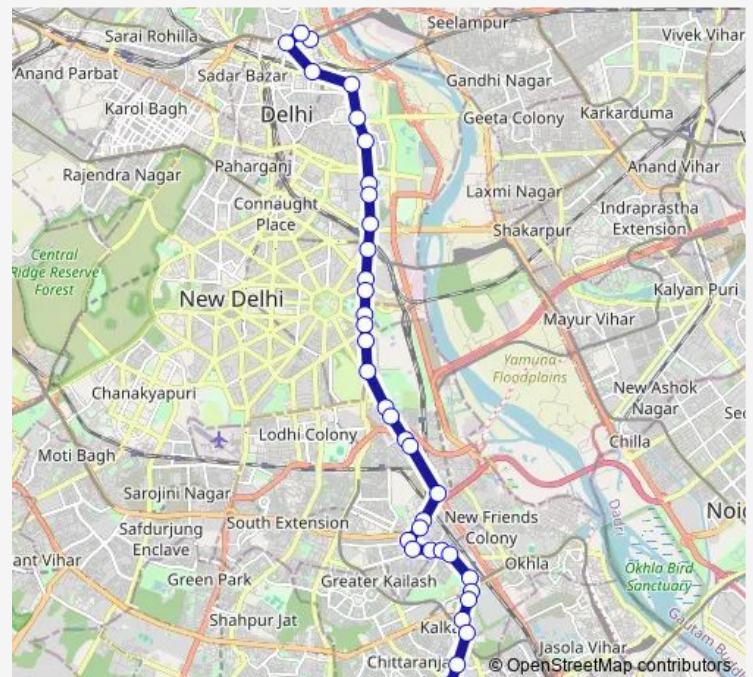 Seelampur
Sarai Rohilla
Vivek Vihar
Anand Parbat
Sadar Bazar
Gandhi Nagar
Karol Bagh
Delhi
Geeta Colony
Karkarduma
Rajendra Nagar
Paharganj
Anand Vihar
Laxmi Nagar
Connaught
Place
Indraprastha
Extension
Shakarpur
Central
Ridge Reserve
Forest
New Delhi
Kalyan Puri
Mayur Vihar
Yamuna
Floodplains
Chanakyapuri
New Ashok
Nagar
Lodhi Colony
Chilla
Moti Bagh
Sarojini Nagar
Dadri
South Extension
New Friends
Colony
Safdurjung
Enclave
Okhla
Okhla Bird
Sanctuary
Green Park
Greater Kailash
Shahpur Jat
Jasola Vihar
© OpenStreetMap contributors